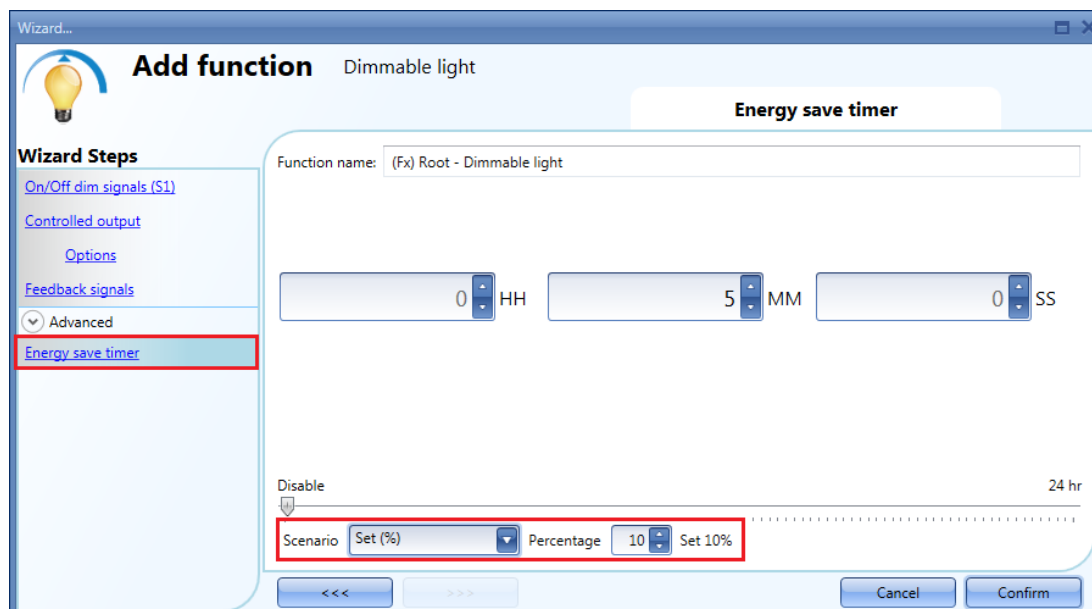 Wizard...
Add function Dimmable light
Energy save timer
Wizard Steps
On/Off dim signals (S1)
Controlled output
Options
Feedback signals
Advanced
Energy save timer
Function name: (Fx) Root - Dimmable light
0 HH 5 MM 0 SS
Disable 24 hr
Scenario Set (%) Percentage 10 Set 10%
<<< >>> Cancel Confirm